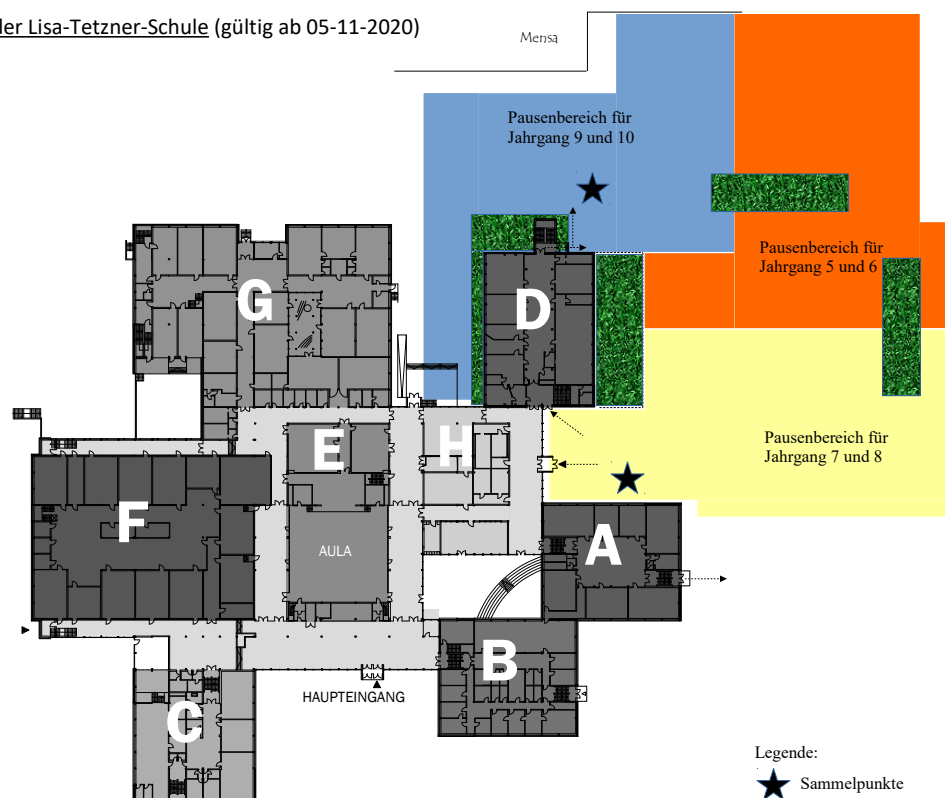 der Lisa-Tetzner-Schule (gültig ab 05-11-2020)
Mensa
Pausenbereich für
Jahrgang 9 und 10
Pausenbereich für
Jahrgang 5 und 6
G
D
E
H
Pausenbereich für
Jahrgang 7 und 8
F
AULA
A
B
HAUPTEINGANG
C
Legende:
Sammelpunkte